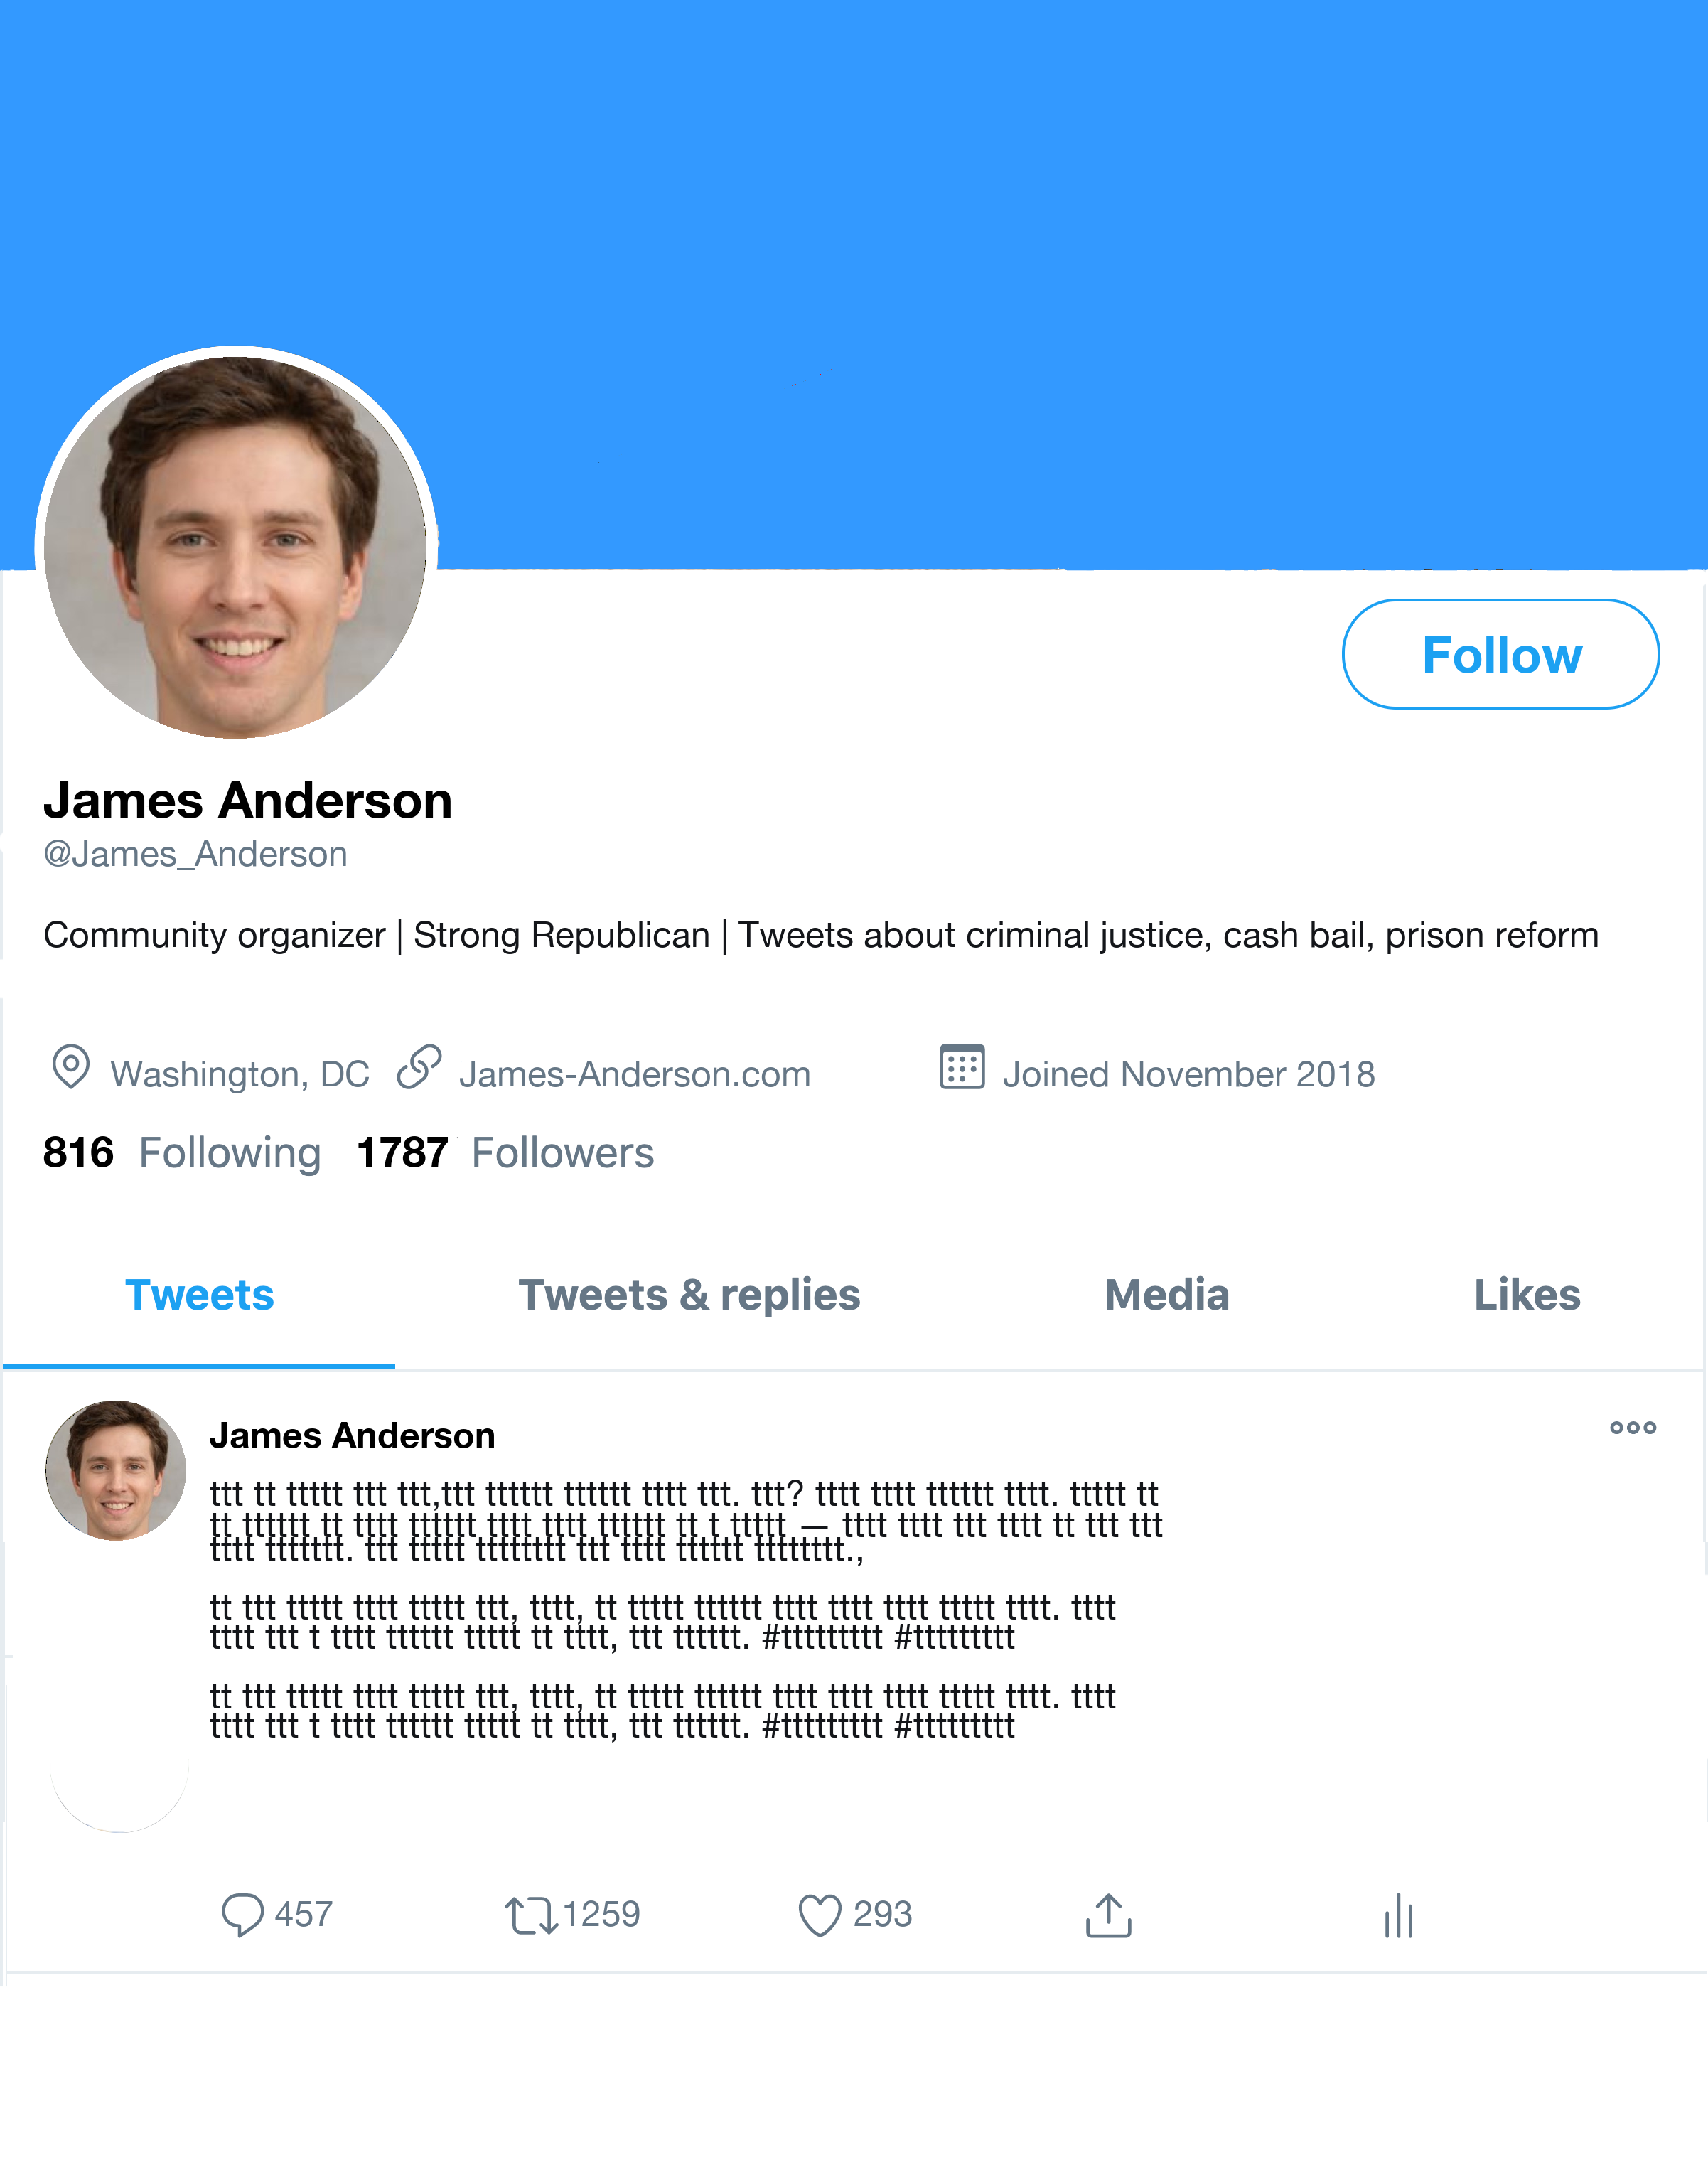 Follow
James Anderson
@James_Anderson
Community organizer | Strong Republican | Tweets about criminal justice, cash bail, prison reform
Washington, DC James-Anderson.com Joined November 2018
816 Following 1787 Followers
Tweets Tweets & replies Media Likes
James Anderson
ttt tt ttttt ttt ttt,ttt tttttt tttttt tttt ttt. ttt? tttt tttt tttttt tttt. ttttt tt
tt tttttt tt tttt tttttt tttt tttt tttttt tt t ttttt — tttt tttt ttt tttt tt ttt ttt
tttt ttttttt. ttt ttttt tttttttt ttt tttt tttttt tttttttt.,
tt ttt ttttt tttt ttttt ttt, tttt, tt ttttt tttttt tttt tttt tttt ttttt tttt. tttt
tttt ttt t tttt tttttt ttttt tt tttt, ttt tttttt. #ttttttttt #ttttttttt
tt ttt ttttt tttt ttttt ttt, tttt, tt ttttt tttttt tttt tttt tttt ttttt tttt. tttt
tttt ttt t tttt tttttt ttttt tt tttt, ttt tttttt. #ttttttttt #ttttttttt
457 1259 293